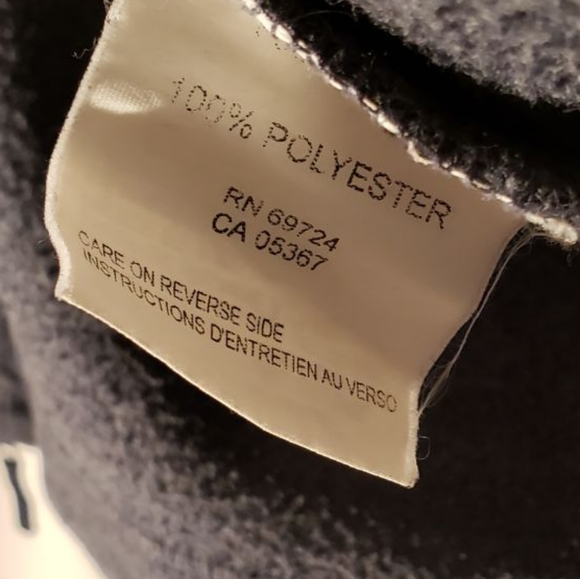 100% POLYESTER
RN 69724
CA 05367
CARE ON REVERSE SIDE
INSTRUCTIONS D'ENTRETIEN AU VERSO